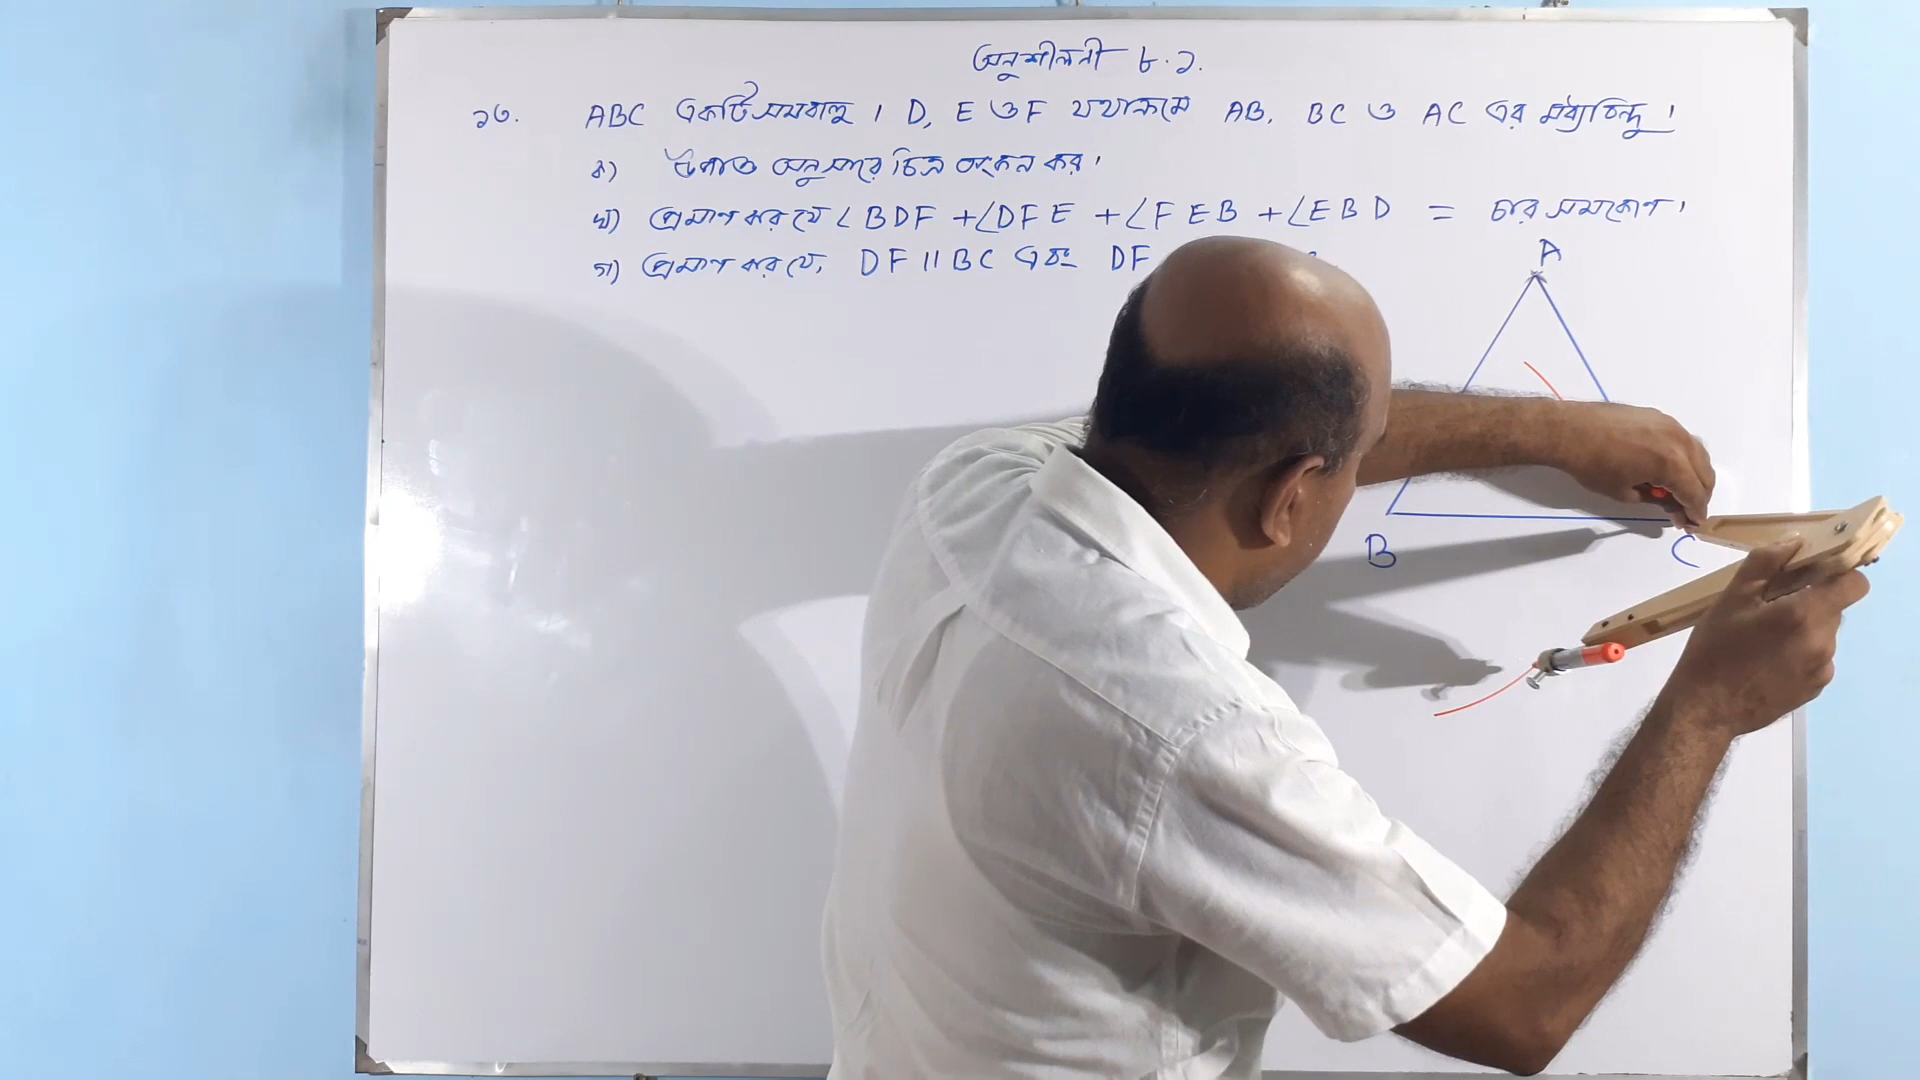 অনুশীলনী ৮.১.
১৩. ABC একটি সমবাহু । D, E ও F যথাক্রমে AB, BC ও AC এর মধ্যবিন্দু ।
ক) উপাত্ত অনুসারে চিত্র অংকন কর ।
খ) প্রমাণ কর যে ∠BDF + ∠DFE + ∠FEB + ∠EBD = চার সমকোণ ।
গ) প্রমাণ কর যে, DF || BC এবং DF
A
B
C